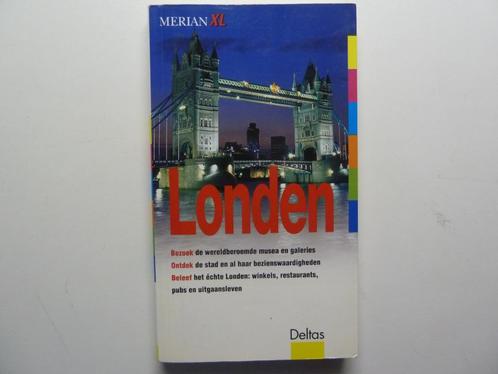 MERIAN XL
Londen
Bezoek de wereldberoemde musea en galeries
Ontdek de stad en al haar bezienswaardigheden
Beleef het échte Londen: winkels, restaurants,
pubs en uitgaansleven
Deltas